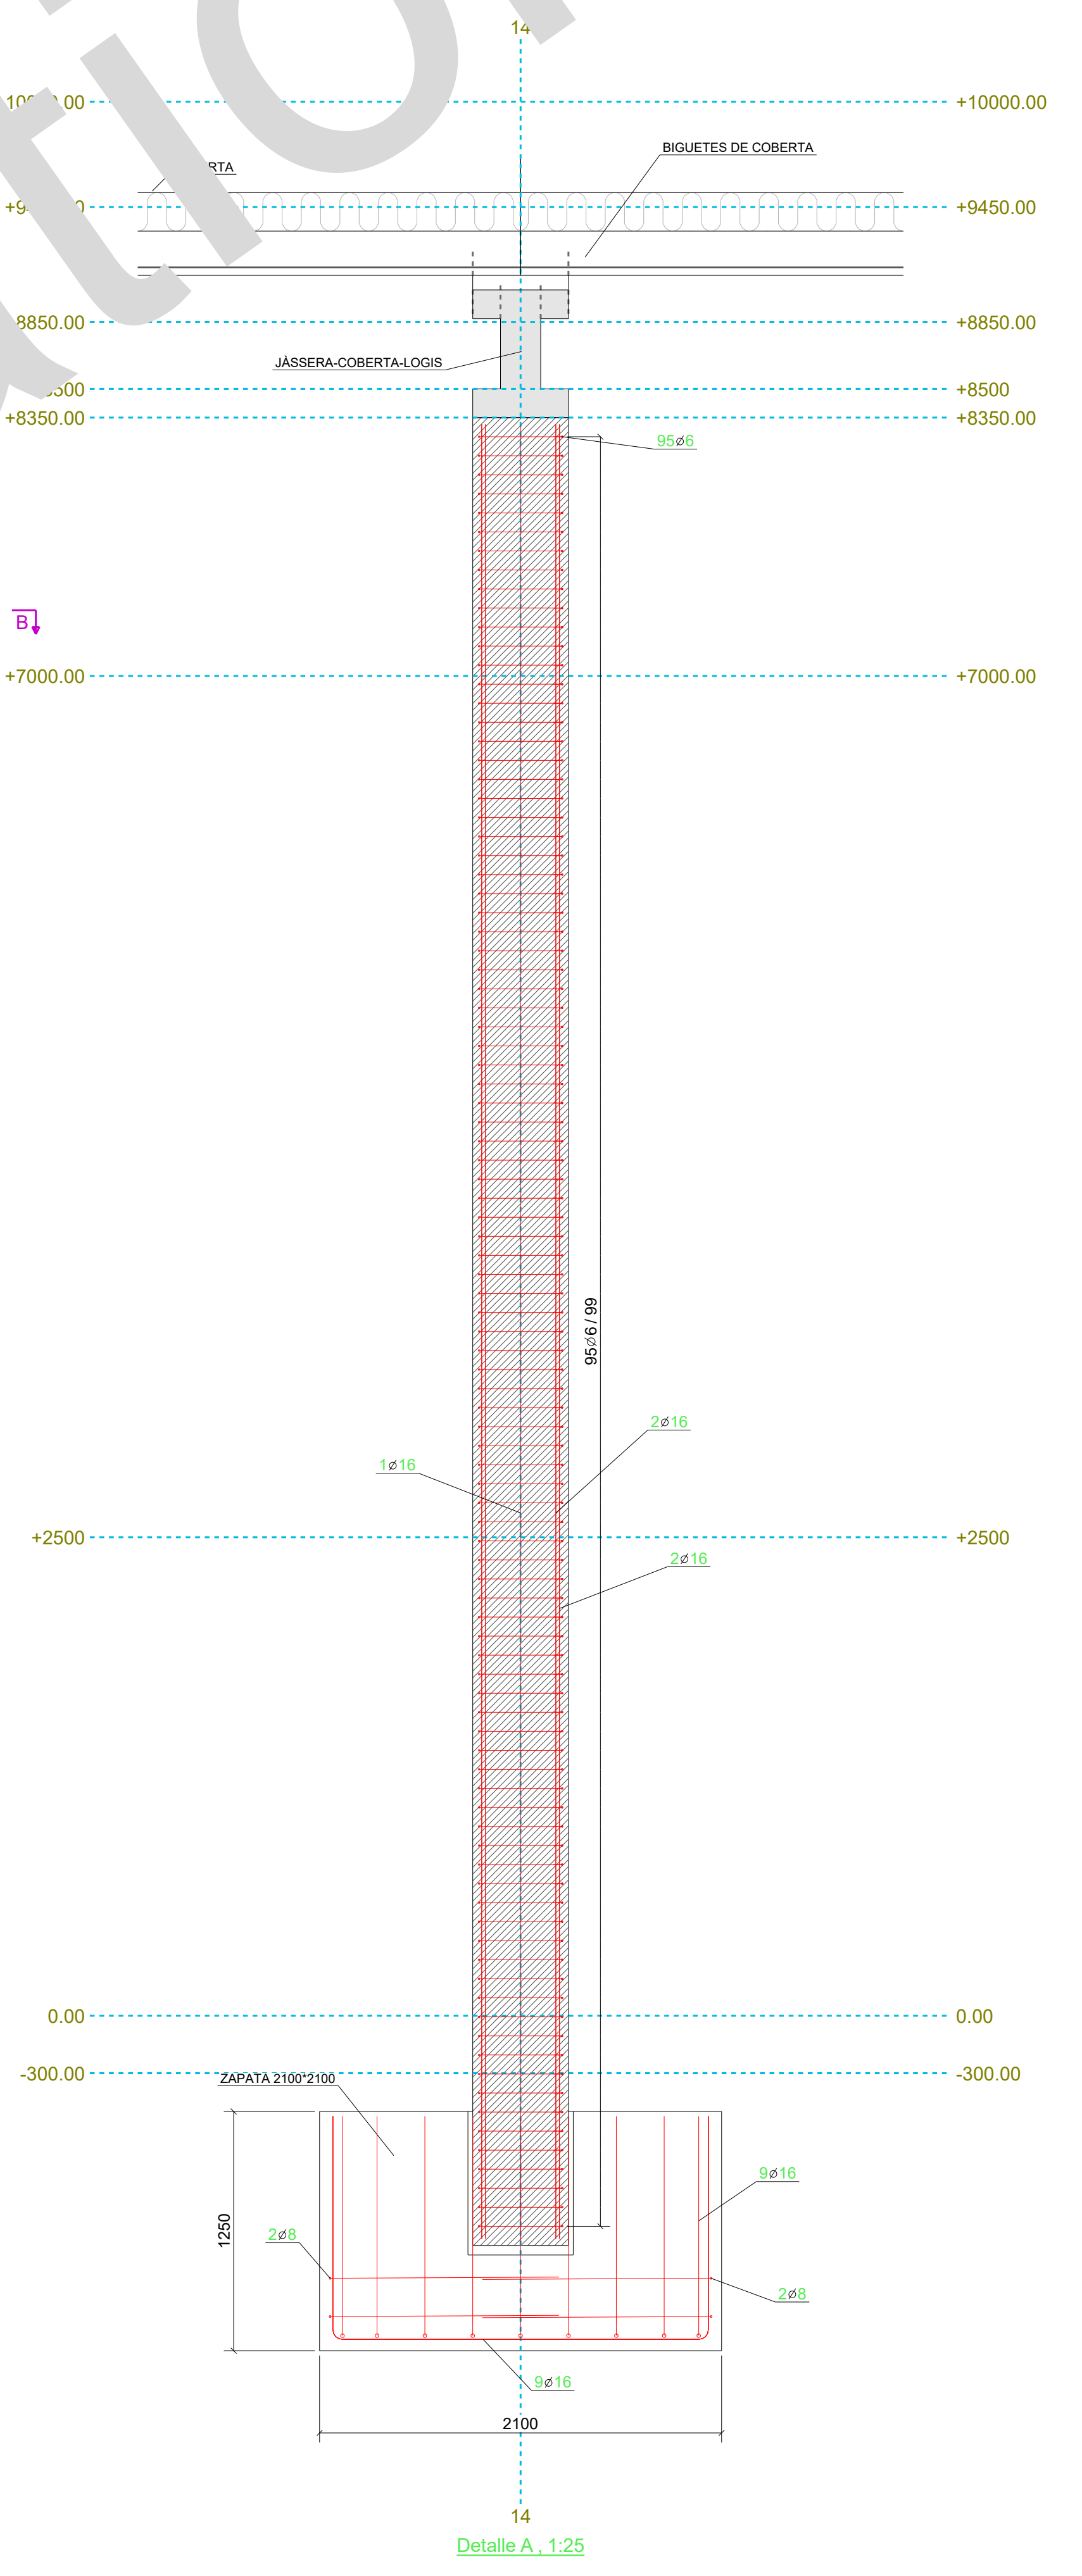 14
+10000.00
BIGUETES DE COBERTA
+9450.00
+8850.00
+8850.00
JÀSSERA-COBERTA-LOGIS
+8500
+8350.00
+8350.00
95ø6
B
+7000.00
+7000.00
95ø6 / 99
2ø16
1ø16
+2500
+2500
2ø16
0.00
0.00
-300.00
-300.00
ZAPATA 2100*2100
9ø16
1250
2ø8
2ø8
9ø16
2100
14
Detalle A , 1:25